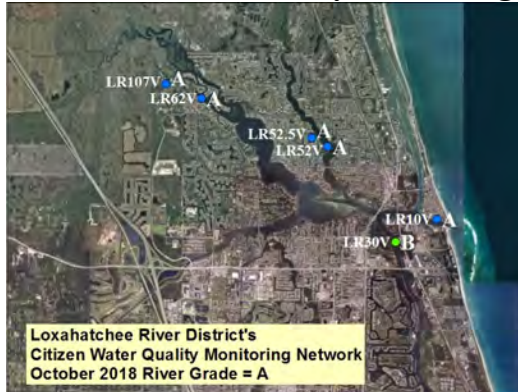 LR107V A
LR62V A
LR52.5V A
LR52V A
LR10V A
LR30V B
Loxahatchee River District's
Citizen Water Quality Monitoring Network
October 2018 River Grade = A